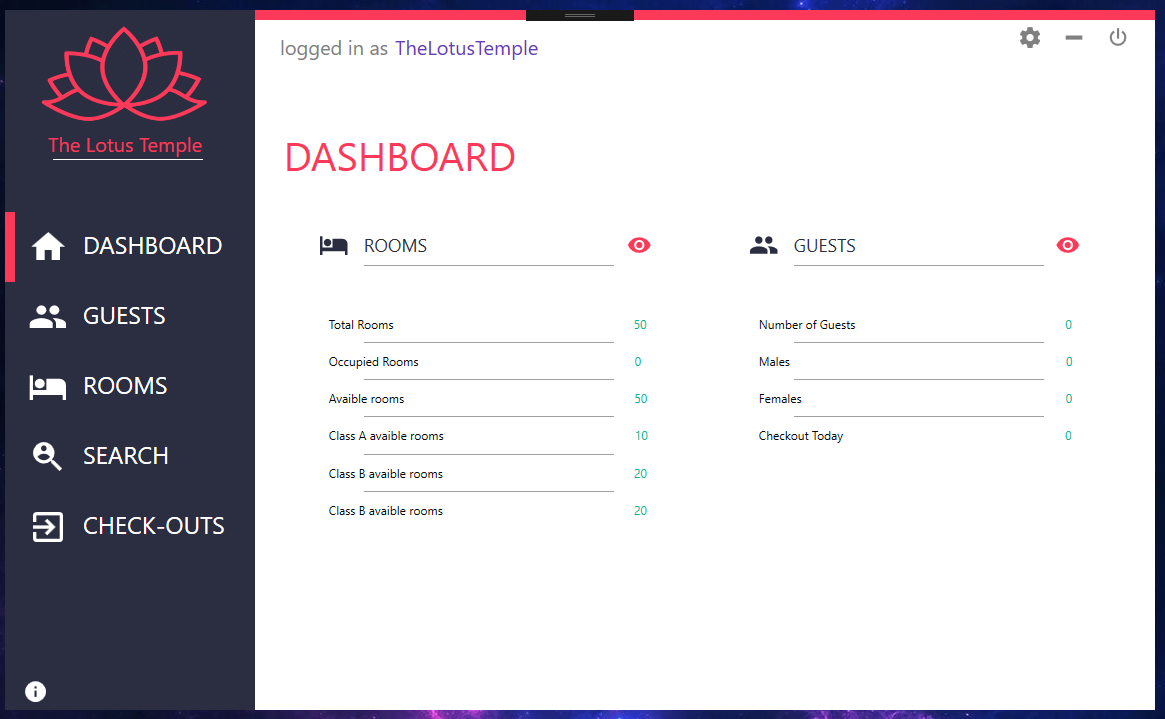 logged in as TheLotusTemple
The Lotus Temple
DASHBOARD
GUESTS
ROOMS
SEARCH
CHECK-OUTS
DASHBOARD
ROOMS
Total Rooms 50
Occupied Rooms 0
Avaible rooms 50
Class A avaible rooms 10
Class B avaible rooms 20
Class B avaible rooms 20
GUESTS
Number of Guests 0
Males 0
Females 0
Checkout Today 0